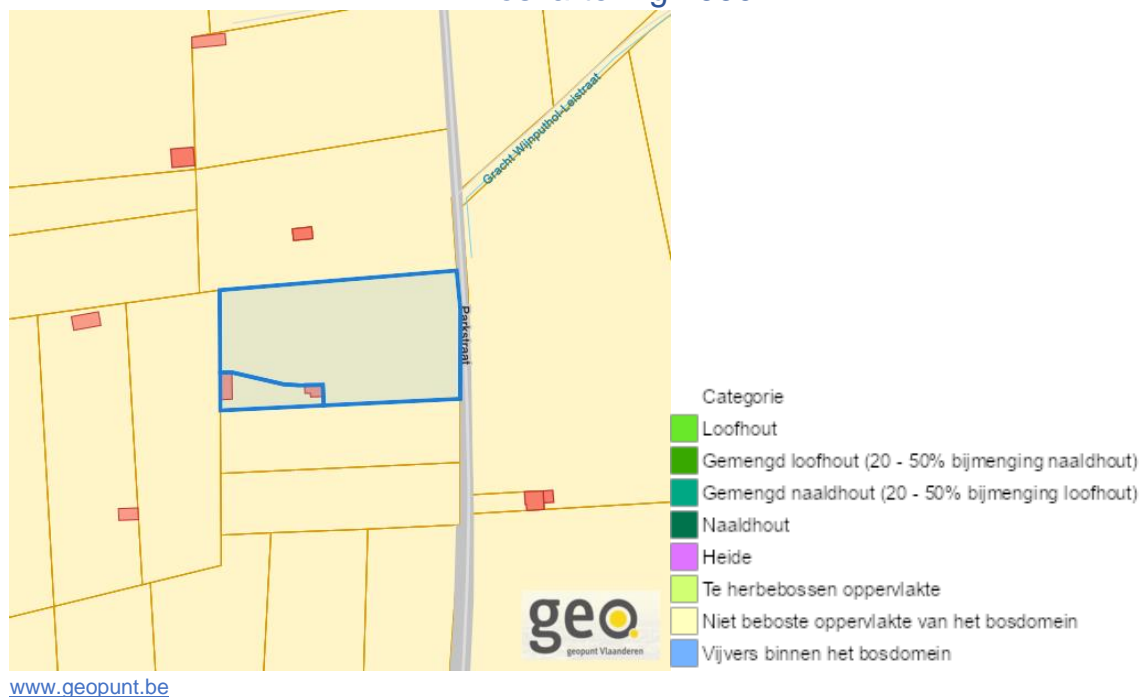 Gracht Wijnputhol-Leistraat
Parkstraat
Categorie
Loofhout
Gemengd loofhout (20 - 50% bijmenging naaldhout)
Gemengd naaldhout (20 - 50% bijmenging loofhout)
Naaldhout
Heide
Te herbebossen oppervlakte
Niet beboste oppervlakte van het bosdomein
Vijvers binnen het bosdomein
geo
geopunt Vlaanderen
www.geopunt.be